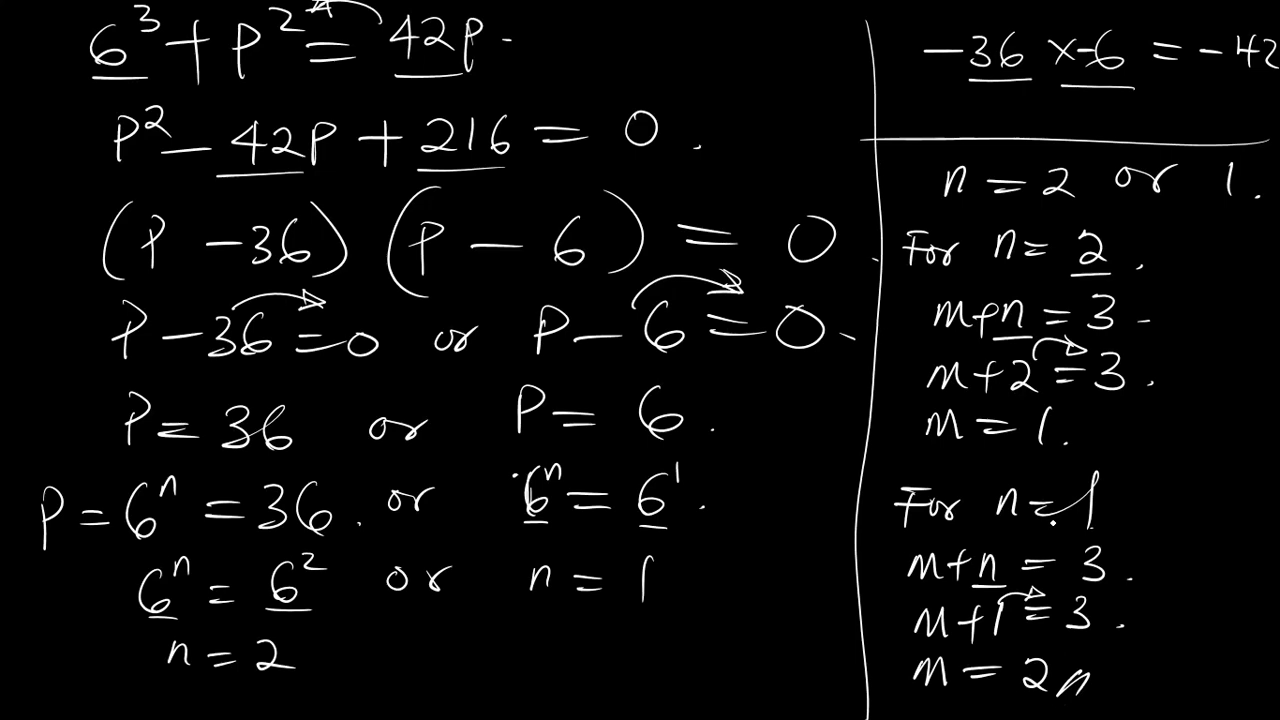 6³ + p² = 42p.
p² - 42p + 216 = 0.
(p - 36)(p - 6) = 0.
p - 36 = 0 or p - 6 = 0.
p = 36 or p = 6.
p = 6ⁿ = 36. or 6ⁿ = 6¹.
6ⁿ = 6² or n = 1
n = 2
-36 x -6 = -42
n = 2 or 1.
For n = 2.
m + n = 3.
m + 2 = 3.
m = 1.
For n = 1
m + n = 3.
m + 1 = 3.
m = 2